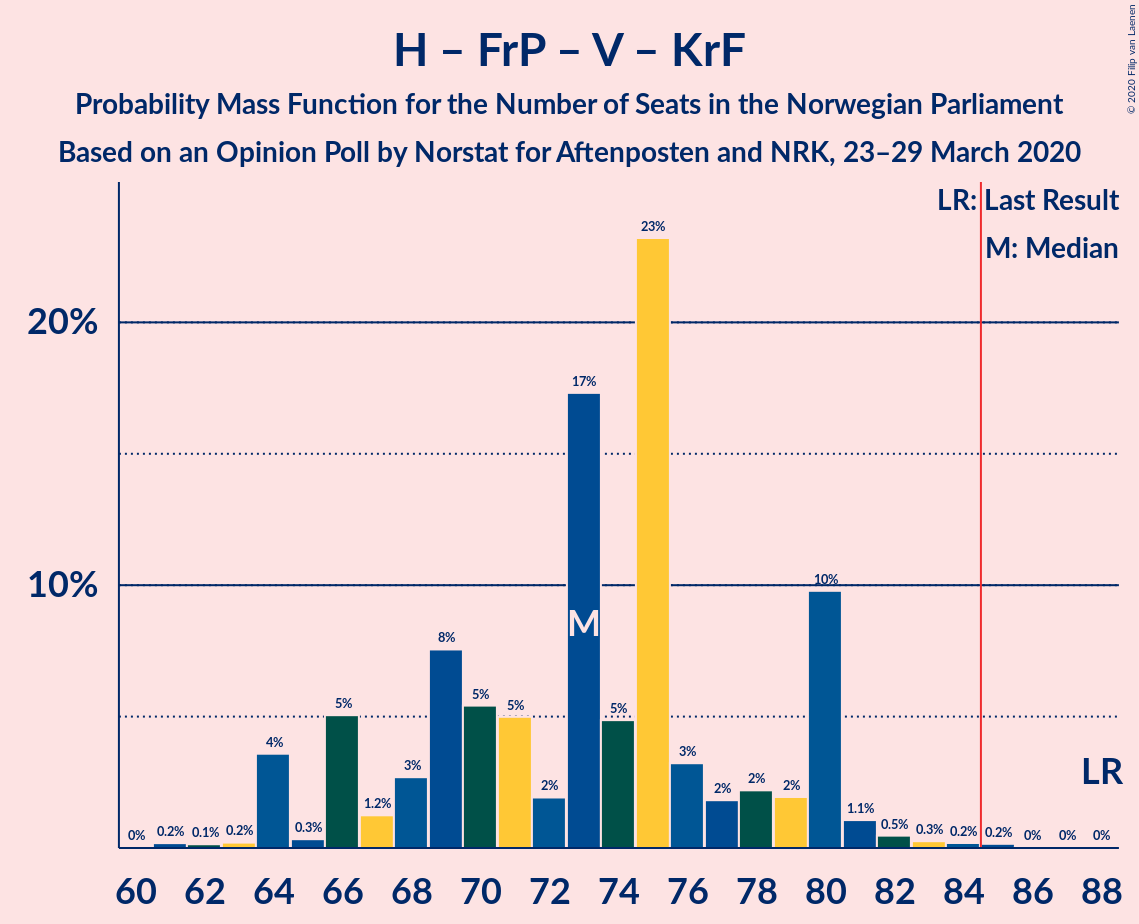 H – FrP – V – KrF
Probability Mass Function for the Number of Seats in the Norwegian Parliament
Based on an Opinion Poll by Norstat for Aftenposten and NRK, 23–29 March 2020
© 2020 Filip van Laenen
LR: Last Result
M: Median
20%
10%
0% 0.2% 0.1% 0.2% 4% 0.3% 5% 1.2% 3% 8% 5% 5% 2% 17% 5% 23% 3% 2% 2% 2% 10% 1.1% 0.5% 0.3% 0.2% 0.2% 0% 0% 0%
M
LR
60 62 64 66 68 70 72 74 76 78 80 82 84 86 88